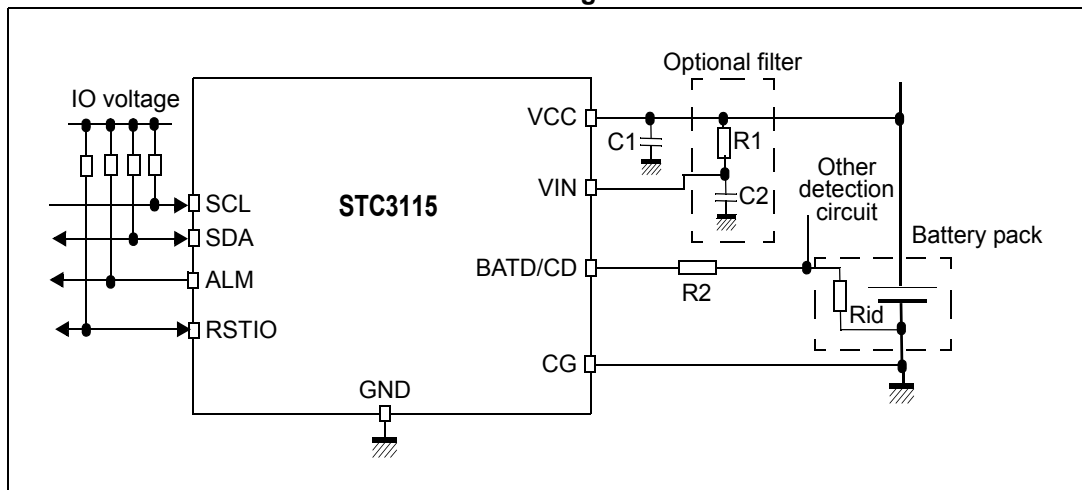 g
Optional filter
IO voltage
VCC
C1
R1
Other
detection
circuit
VIN
C2
SCL
STC3115
SDA
Battery pack
BATD/CD
ALM
R2
Rid
RSTIO
CG
GND